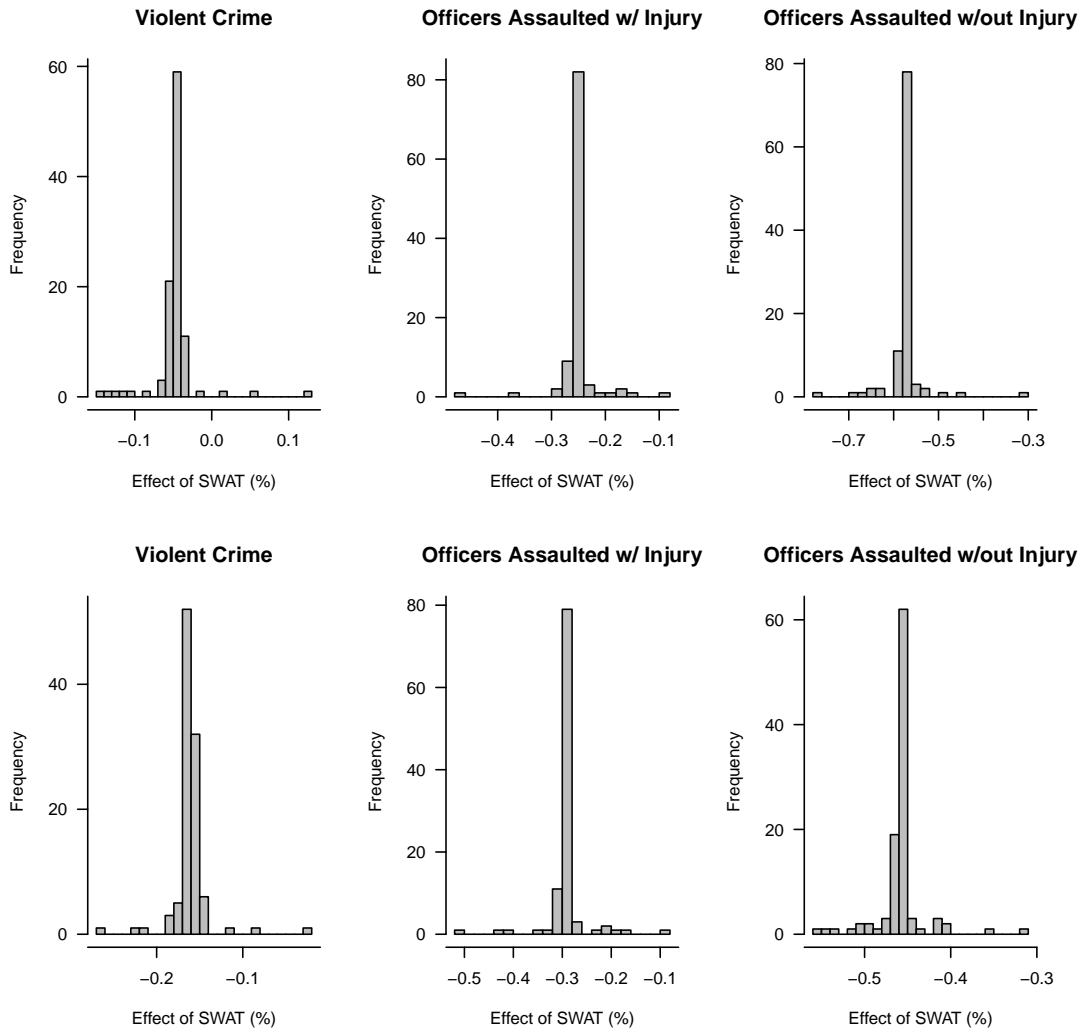 Violent Crime
Officers Assaulted w/ Injury
Officers Assaulted w/out Injury
Frequency
0
20
40
60
−0.1
0.0
0.1
Effect of SWAT (%)
Frequency
0
20
40
60
80
−0.4
−0.3
−0.2
−0.1
Effect of SWAT (%)
Frequency
0
20
40
60
80
−0.7
−0.5
−0.3
Effect of SWAT (%)
Violent Crime
Officers Assaulted w/ Injury
Officers Assaulted w/out Injury
Frequency
0
20
40
−0.2
−0.1
Effect of SWAT (%)
Frequency
0
20
40
60
80
−0.5
−0.4
−0.3
−0.2
−0.1
Effect of SWAT (%)
Frequency
0
20
40
60
−0.5
−0.4
−0.3
Effect of SWAT (%)